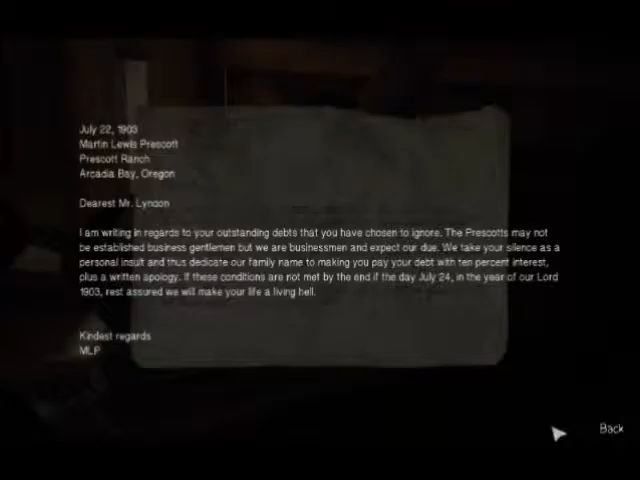 July 22, 1903
Martin Lewis Prescott
Prescott Ranch
Arcadia Bay, Oregon
Dearest Mr. Lyndon
I am writing in regards to your outstanding debts that you have chosen to ignore. The Prescotts may not
be established business gentlemen but we are businessmen and expect our due. We take your silence as a
personal insult and thus dedicate our family name to making you pay your debt with ten percent interest,
plus a written apology. If these conditions are not met by the end if the day July 24, in the year of our Lord
1903, rest assured we will make your life a living hell.
Kindest regards
MLP
Back